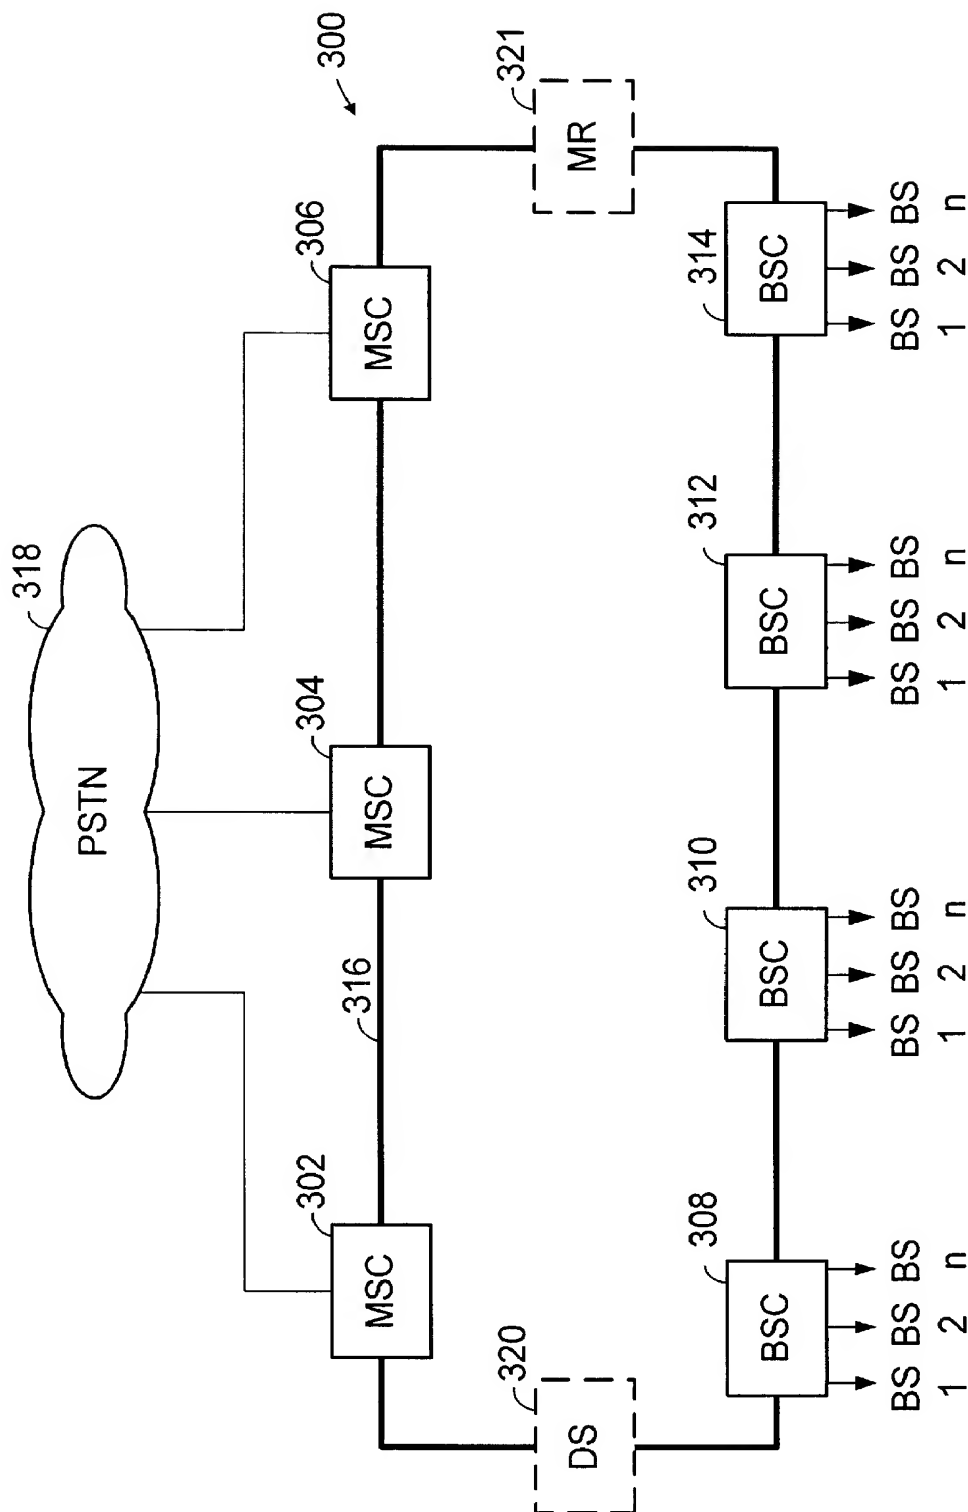 300
318
PSTN
302
MSC
304
MSC
306
MSC
316
320
DS
321
MR
308
BSC
310
BSC
312
BSC
314
BSC
BS BS BS
1 2 n
BS BS BS
1 2 n
BS BS BS
1 2 n
BS BS BS
1 2 n